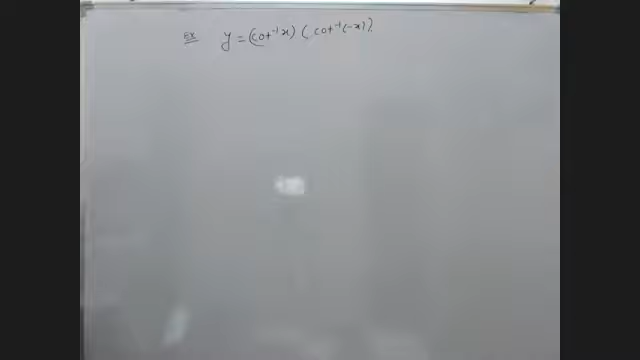 Ex y = (cot⁻¹x) (cot⁻¹(-x)).